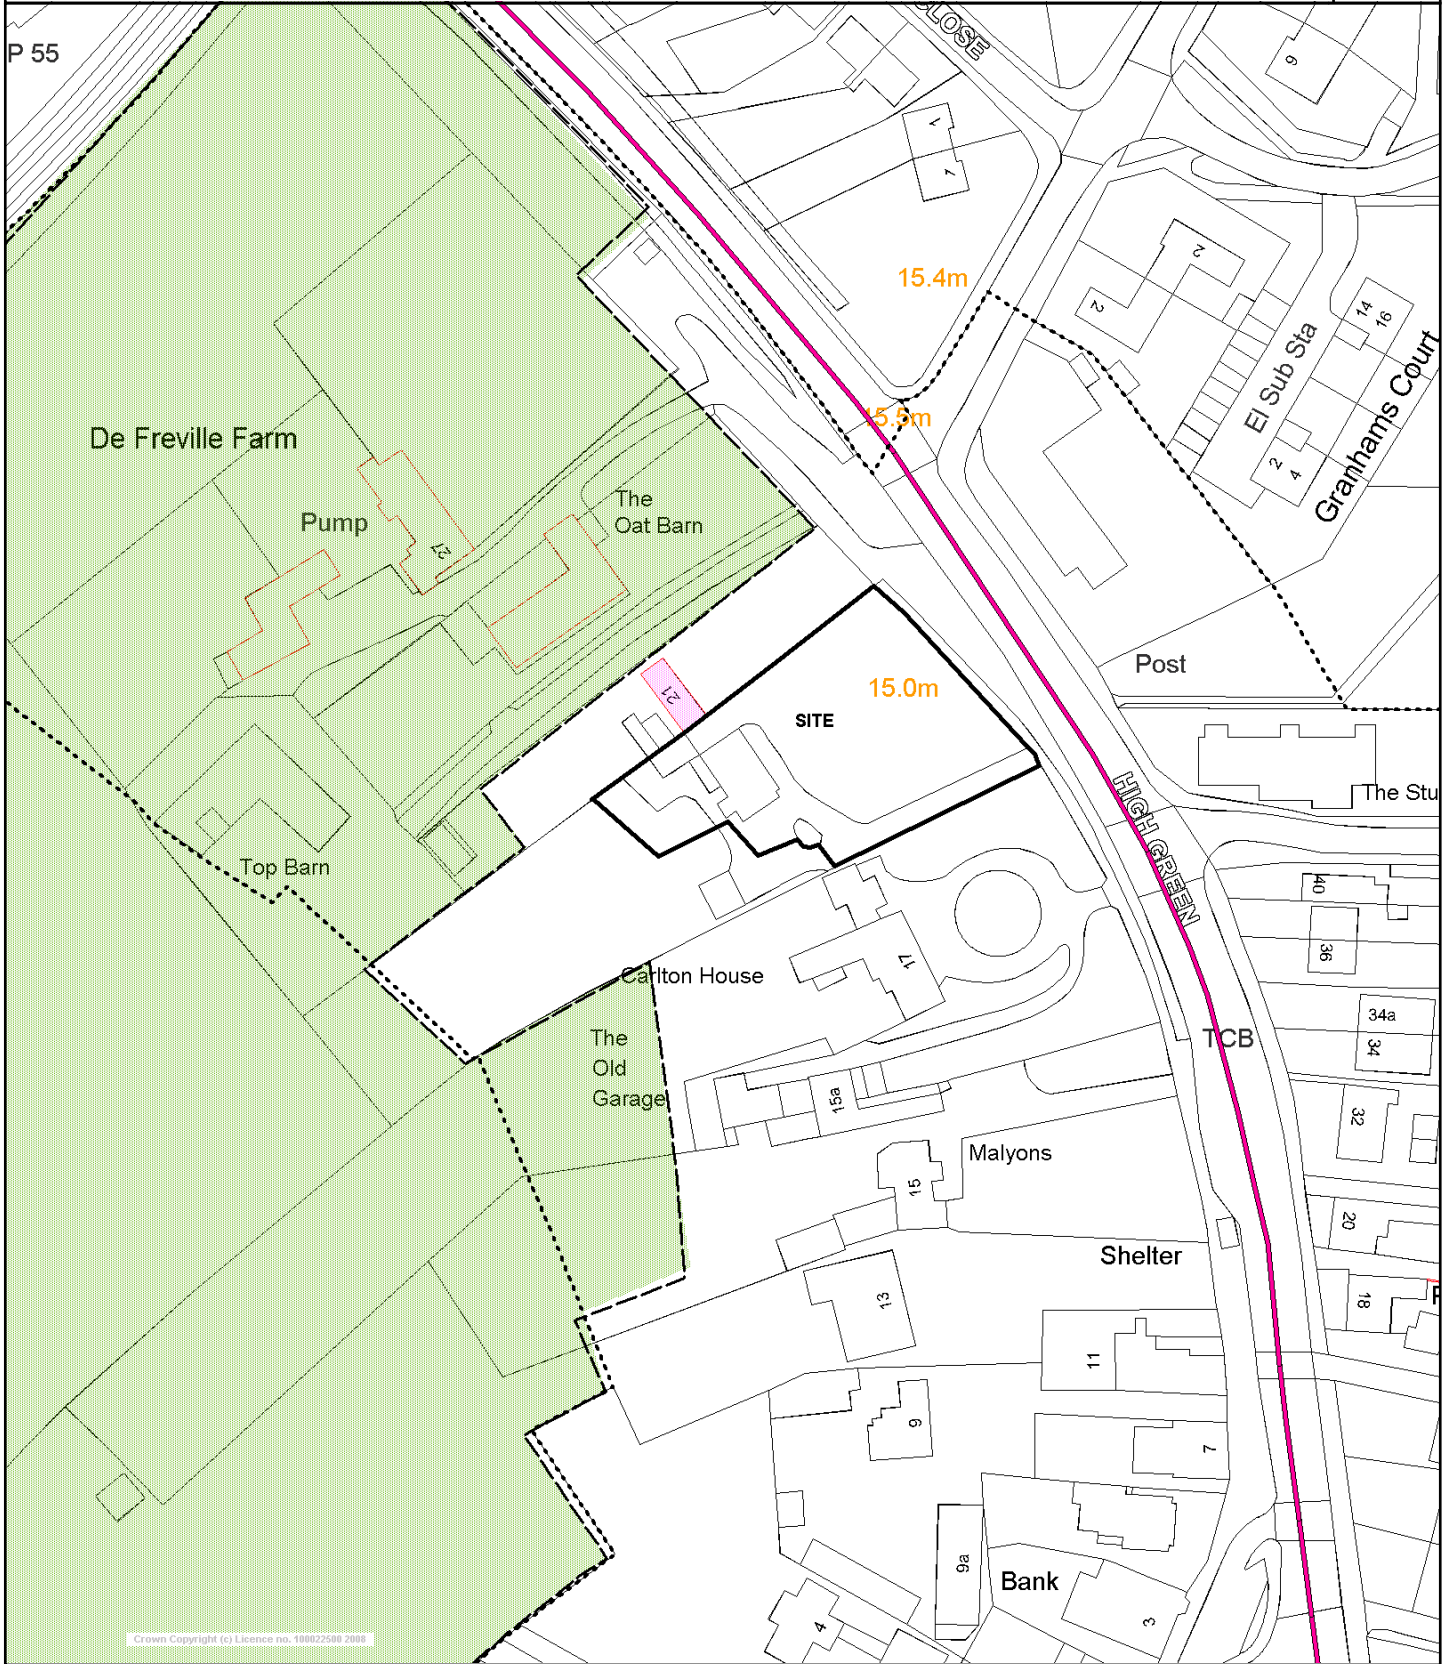 CLOSE
P 55
9
1
1
2
2
15.4m
14
16
El Sub Sta
Granhams Court
2
4
15.5m
De Freville Farm
The
Oat Barn
Pump
27
Post
21
15.0m
SITE
HIGH GREEN
The Stu
Top Barn
40
36
17
Carlton House
34a
34
TCB
The
Old
Garage
15a
32
Malyons
15
20
Shelter
13
18
11
9
7
9a
Bank
3
4
Crown Copyright (c) Licence no. 100022500 2008